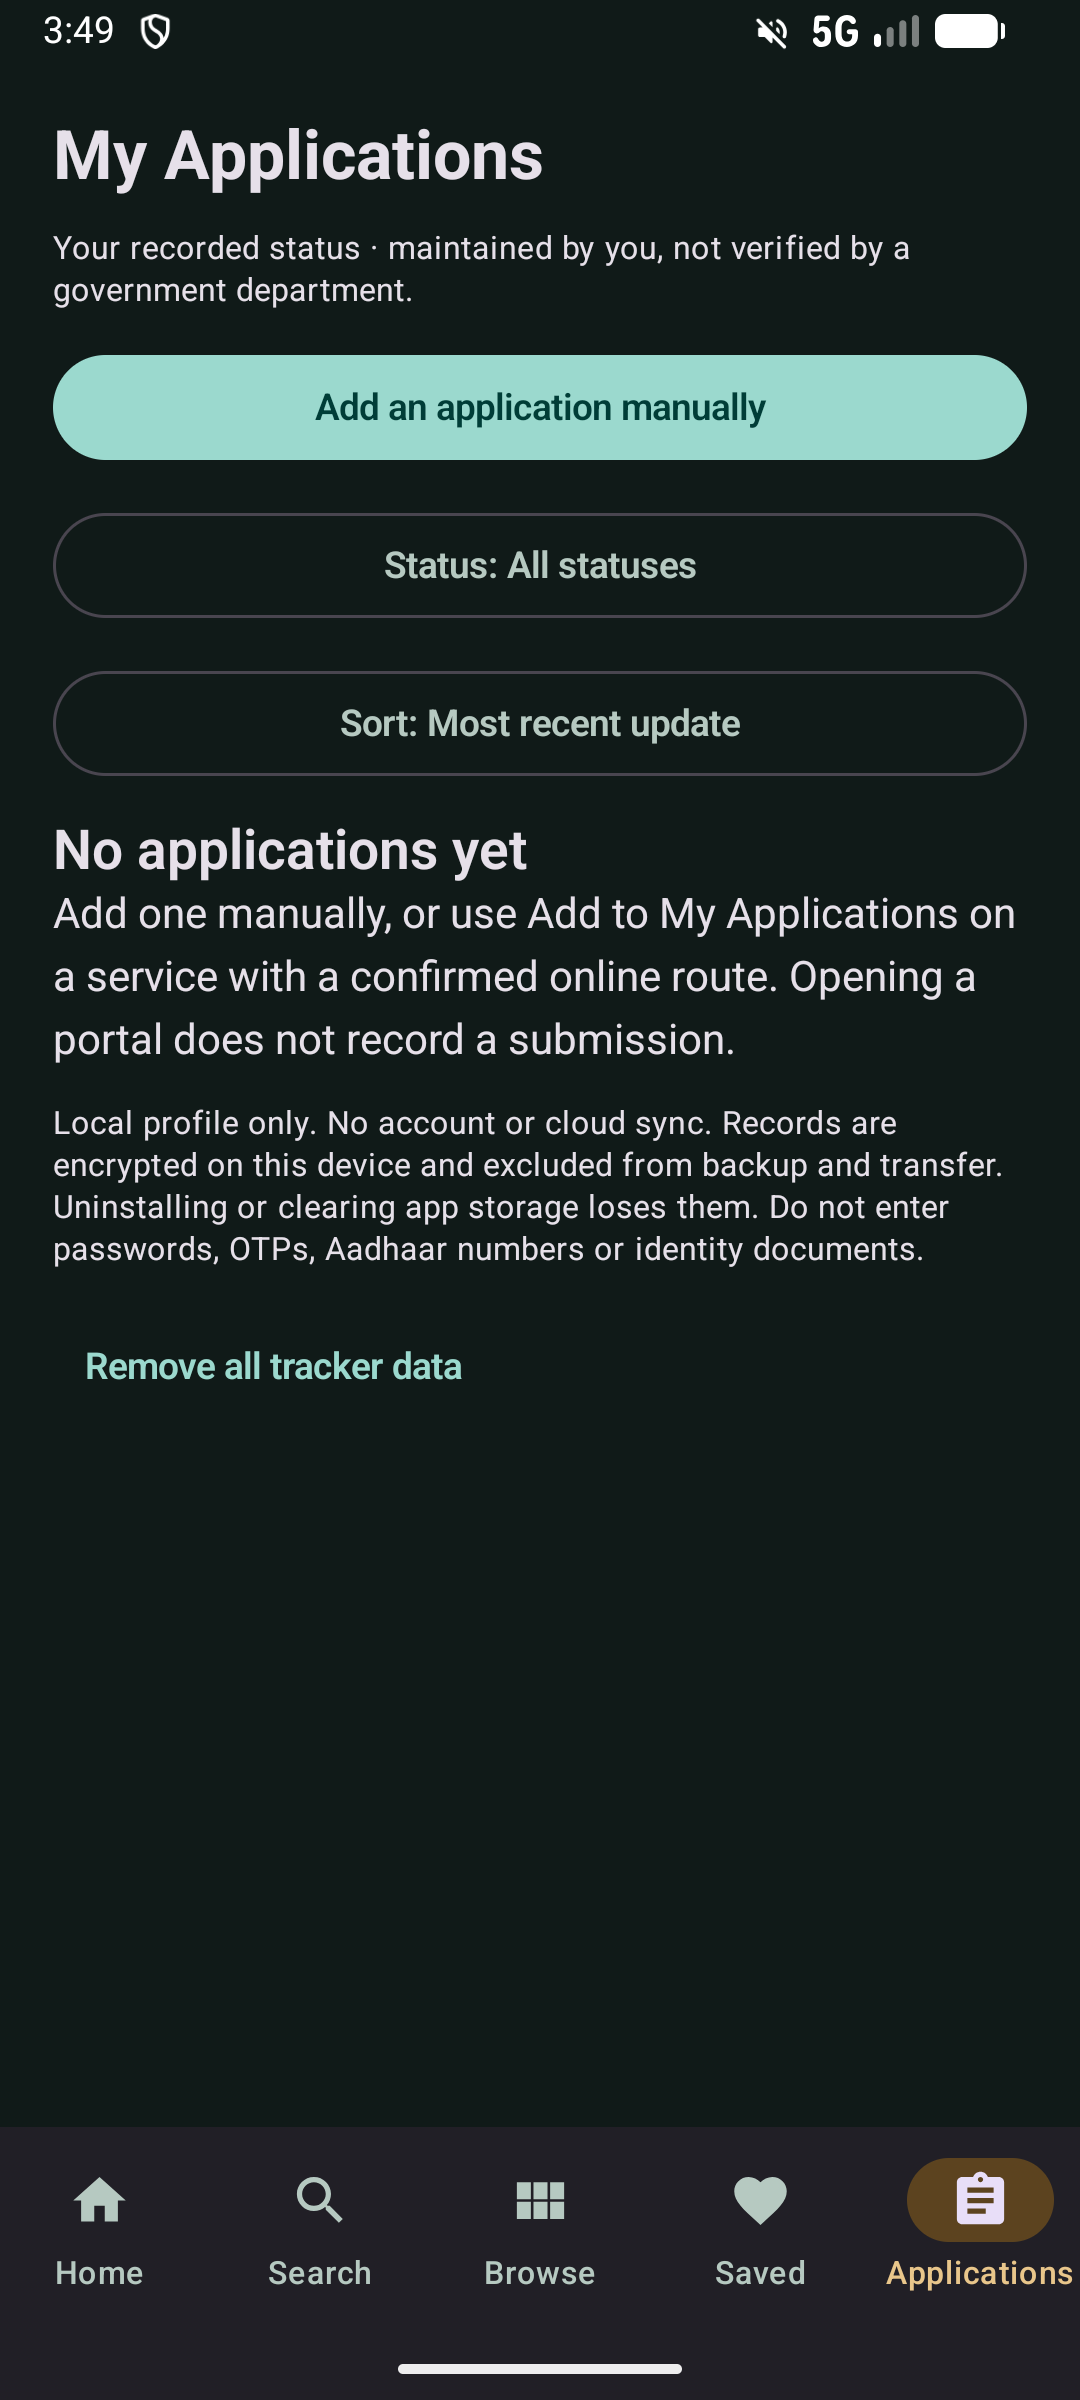 3:49
5G
My Applications
Your recorded status · maintained by you, not verified by a
government department.
Add an application manually
Status: All statuses
Sort: Most recent update
No applications yet
Add one manually, or use Add to My Applications on
a service with a confirmed online route. Opening a
portal does not record a submission.
Local profile only. No account or cloud sync. Records are
encrypted on this device and excluded from backup and transfer.
Uninstalling or clearing app storage loses them. Do not enter
passwords, OTPs, Aadhaar numbers or identity documents.
Remove all tracker data
Home
Search
Browse
Saved
Applications